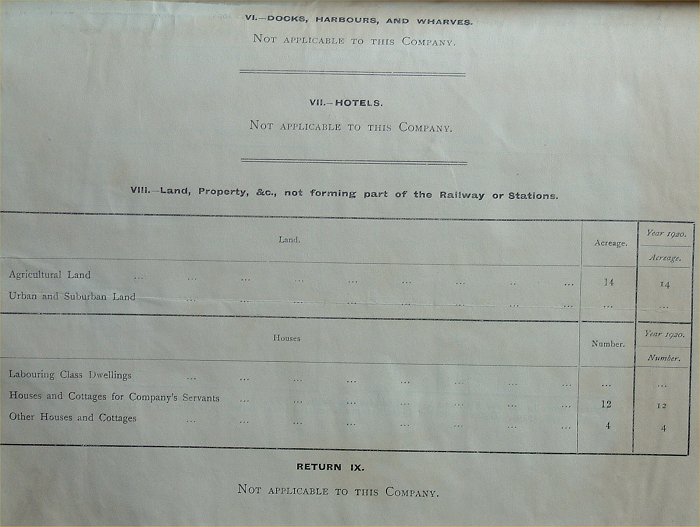 VI.—DOCKS, HARBOURS, AND WHARVES.
NOT APPLICABLE TO THIS COMPANY.
VII.—HOTELS.
NOT APPLICABLE TO THIS COMPANY.
VIII.—Land, Property, &c., not forming part of the Railway or Stations.
Land. Acreage. Year 1920. Acreage.
Agricultural Land ... ... ... ... ... ... ... .. ... 14 14
Urban and Suburban Land ... ... ... ... ... ... ... ... ... ...
Houses Number. Year 1920. Number.
Labouring Class Dwellings ... ... ... ... ... ... ... ... ... ...
Houses and Cottages for Company's Servants ... ... ... ... ... ... ... 12 12
Other Houses and Cottages ... ... ... ... ... ... ... ... 4 4
RETURN IX.
NOT APPLICABLE TO THIS COMPANY.